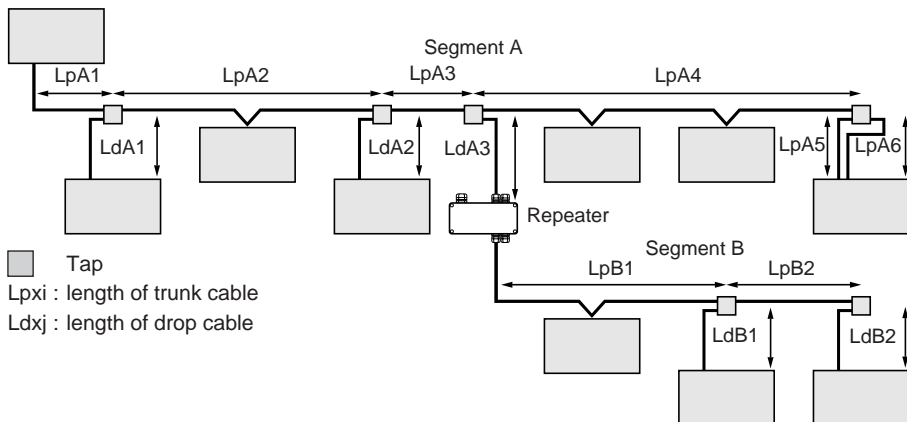 Segment A
LpA1
LpA2
LpA3
LpA4
LdA1
LdA2
LdA3
LpA5
LpA6
Repeater
Segment B
Tap
LpB1
LpB2
Lpxi : length of trunk cable
Ldxj : length of drop cable
LdB1
LdB2